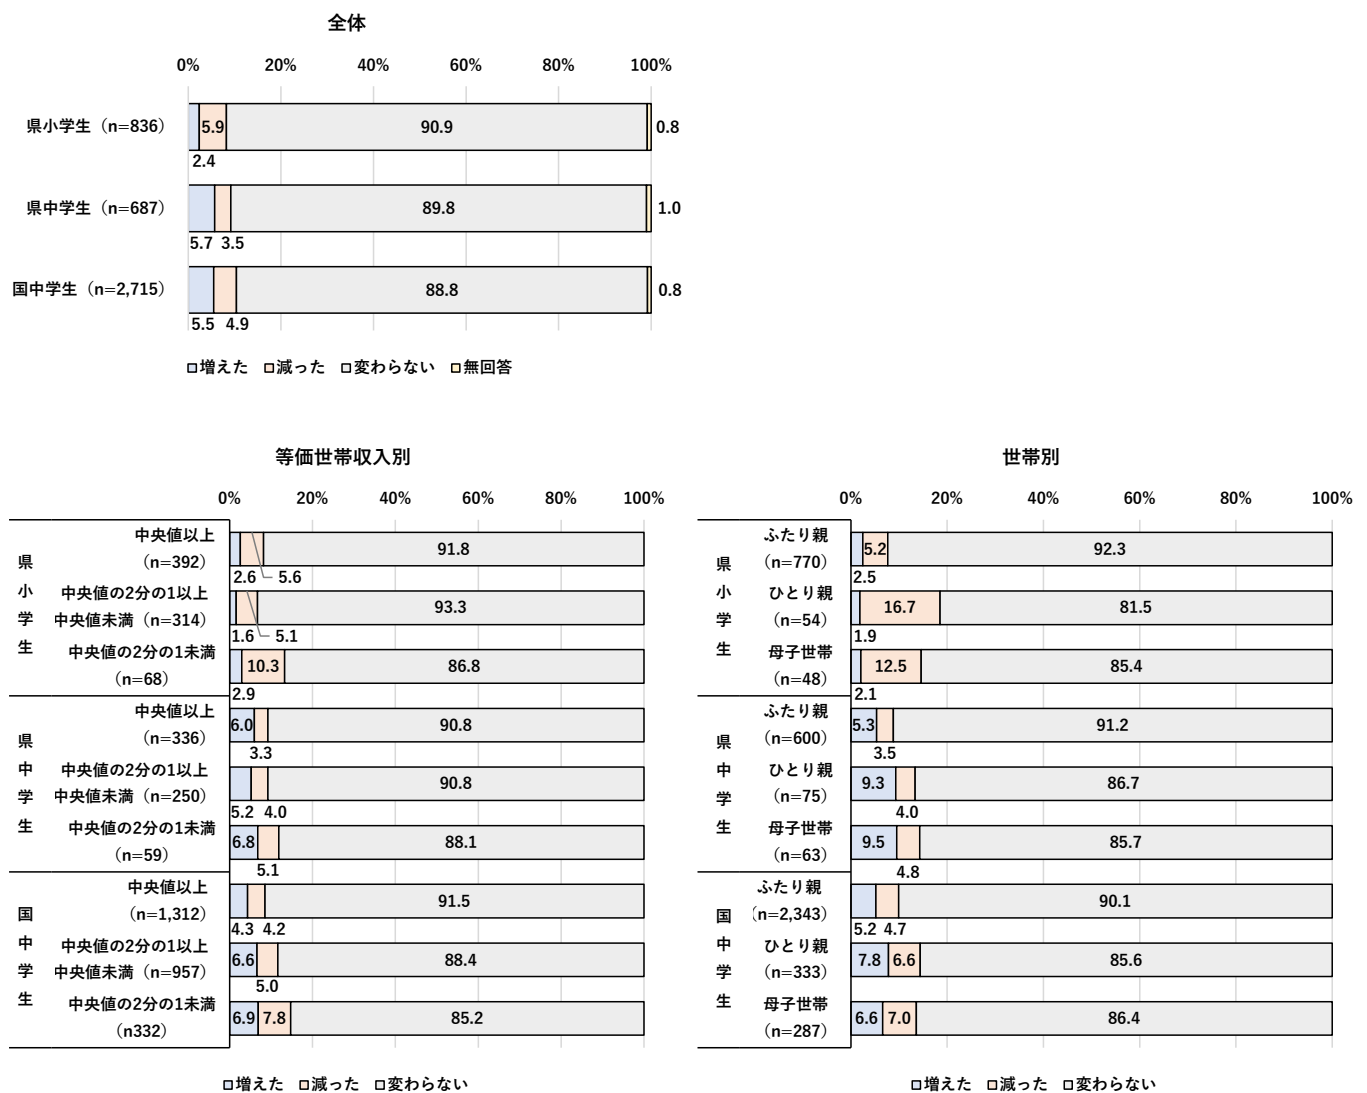 全体
0% 20% 40% 60% 80% 100%
県小学生（n=836） 5.9 90.9 0.8
2.4
県中学生（n=687） 89.8 1.0
5.7 3.5
国中学生（n=2,715） 88.8 0.8
5.5 4.9
増えた 減った 変わらない 無回答
等価世帯収入別
0% 20% 40% 60% 80% 100%
県小学生
中央値以上
（n=392）
91.8
2.6 5.6
中央値の2分の1以上
中央値未満（n=314）
93.3
1.6 5.1
中央値の2分の1未満
（n=68）
10.3 86.8
2.9
県中学生
中央値以上
（n=336）
6.0 90.8
3.3
中央値の2分の1以上
中央値未満（n=250）
90.8
5.2 4.0
中央値の2分の1未満
（n=59）
6.8 88.1
5.1
国中学生
中央値以上
（n=1,312）
91.5
4.3 4.2
中央値の2分の1以上
中央値未満（n=957）
6.6 88.4
5.0
中央値の2分の1未満
（n332）
6.9 7.8 85.2
増えた 減った 変わらない
世帯別
0% 20% 40% 60% 80% 100%
県小学生
ふたり親
（n=770）
5.2 92.3
2.5
ひとり親
（n=54）
16.7 81.5
1.9
母子世帯
（n=48）
12.5 85.4
2.1
県中学生
ふたり親
（n=600）
5.3 91.2
3.5
ひとり親
（n=75）
9.3 86.7
4.0
母子世帯
（n=63）
9.5 85.7
4.8
国中学生
ふたり親
（n=2,343）
90.1
5.2 4.7
ひとり親
（n=333）
7.8 6.6 85.6
母子世帯
（n=287）
6.6 7.0 86.4
増えた 減った 変わらない